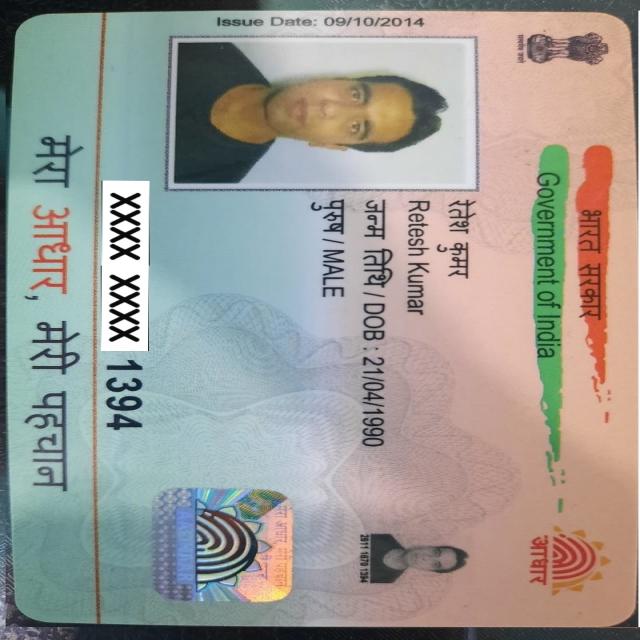 भारत सरकार
Government of India
Issue Date: 09/10/2014
रेतेश कुमार
Retesh Kumar
जन्म तिथि / DOB : 21/04/1990
पुरुष / MALE
आधार
XXXX XXXX 1394
मेरा आधार, मेरी पहचान